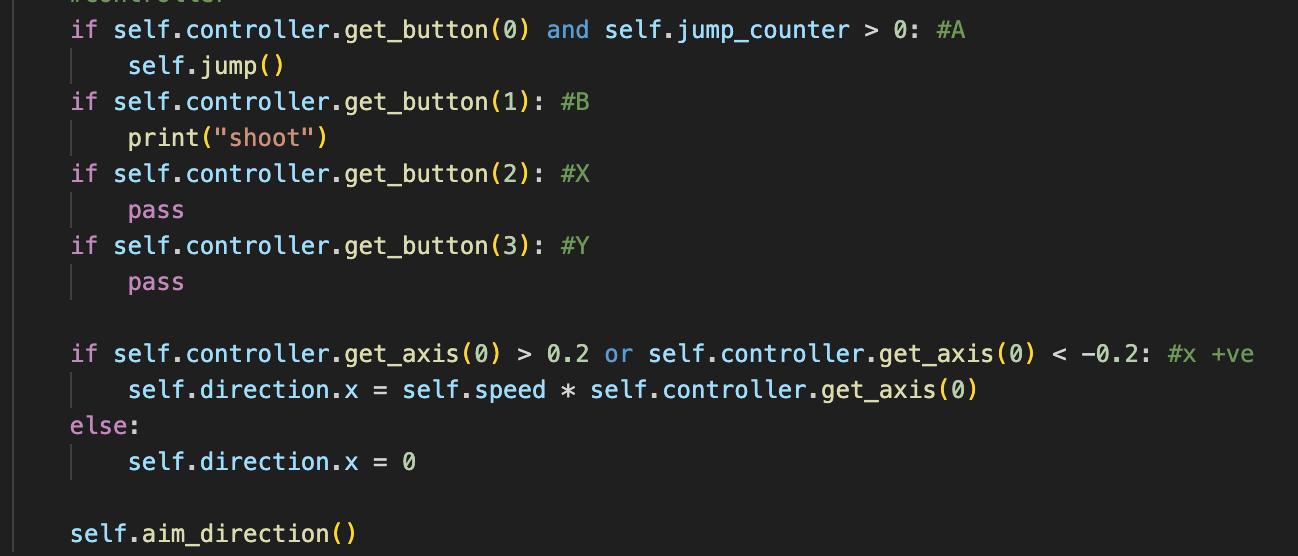 #controller
if self.controller.get_button(0) and self.jump_counter > 0: #A
self.jump()
if self.controller.get_button(1): #B
print("shoot")
if self.controller.get_button(2): #X
pass
if self.controller.get_button(3): #Y
pass
if self.controller.get_axis(0) > 0.2 or self.controller.get_axis(0) < -0.2: #x +ve
self.direction.x = self.speed * self.controller.get_axis(0)
else:
self.direction.x = 0
self.aim_direction()